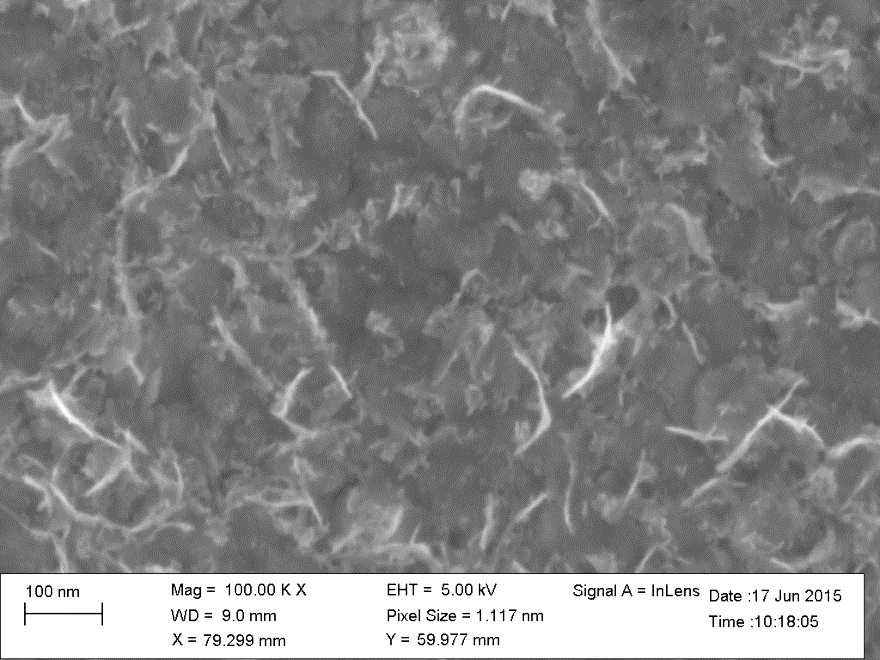 100 nm
Mag = 100.00 K X
EHT = 5.00 kV
Signal A = InLens
Date :17 Jun 2015
WD = 9.0 mm
Pixel Size = 1.117 nm
Time :10:18:05
X = 79.299 mm
Y = 59.977 mm